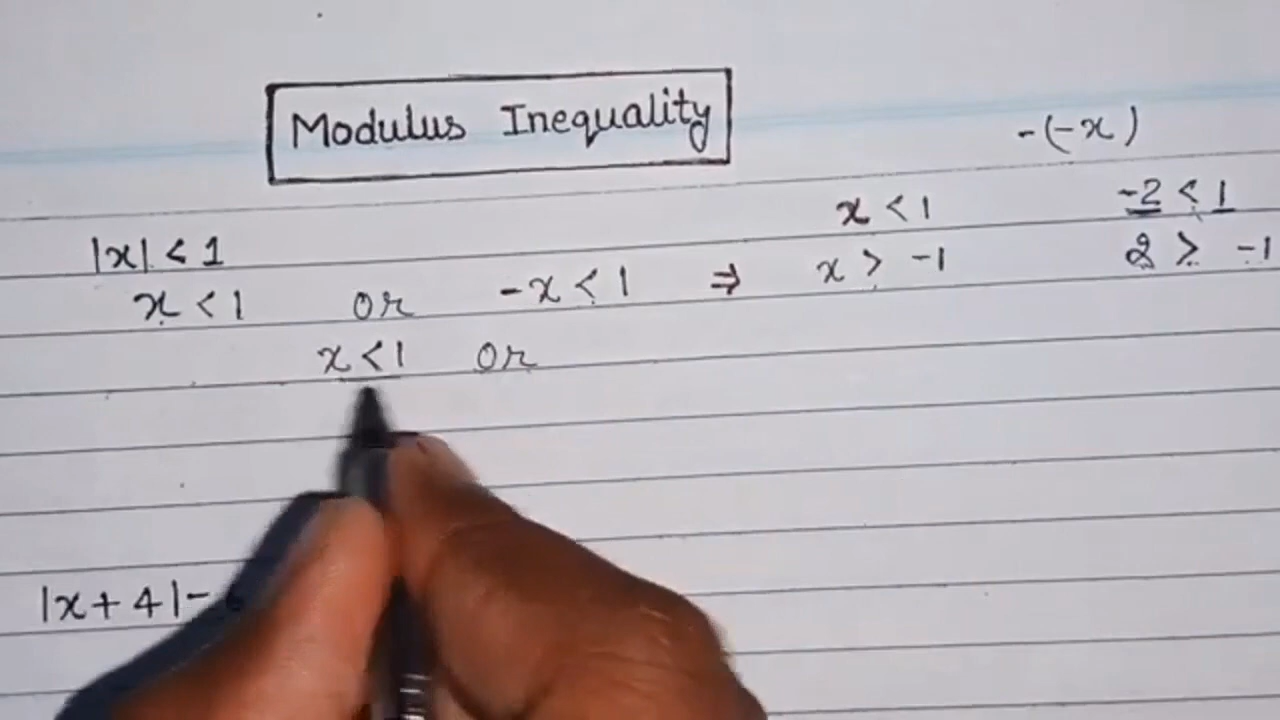 Modulus Inequality
-(-x)
x < 1
-2 < 1
|x| < 1
x > -1
2 > -1
x < 1 or -x < 1 ⇒
x < 1 or
|x + 4| -